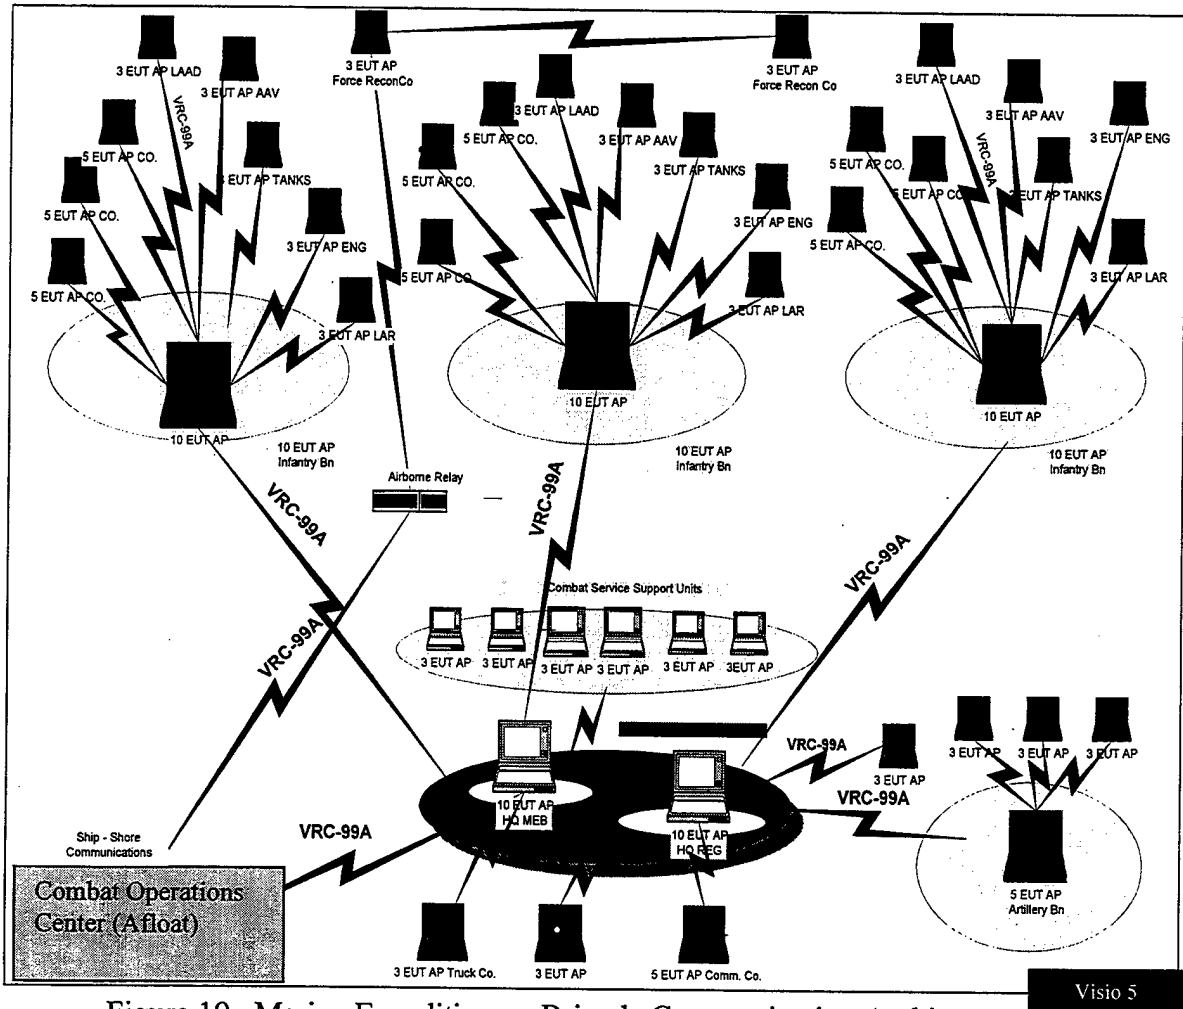 3 EUT AP LAAD
3 EUT AP AAV
VRC-99A
5 EUT AP CO.
3 EUT AP TANKS
5 EUT AP CO.
3 EUT AP ENG
5 EUT AP CO.
3 EUT AP LAR
10 EUT AP
10 EUT AP
Infantry Bn
3 EUT AP
Force ReconCo
3 EUT AP
Force Recon Co
3 EUT AP LAAD
5 EUT AP CO.
3 EUT AP AAV
5 EUT AP CO.
3 EUT AP TANKS
3 EUT AP ENG
5 EUT AP CO.
3 EUT AP LAR
10 EUT AP
10 EUT AP
Infantry Bn
3 EUT AP LAAD
3 EUT AP AAV
3 EUT AP ENG
VRC-99A
5 EUT AP CO.
5 EUT AP CO.
3 EUT AP TANKS
5 EUT AP CO.
3 EUT AP LAR
10 EUT AP
10 EUT AP
Infantry Bn
Airborne Relay
VRC-99A
VRC-99A
VRC-99A
VRC-99A
Combat Service Support Units
3 EUT AP
3 EUT AP
3 EUT AP
3 EUT AP
3 EUT AP
3EUT AP
10 EUT AP
HQ MEB
10 EUT AP
HQ REG
VRC-99A
3 EUT AP
VRC-99A
3 EUT AP
3 EUT AP
3 EUT AP
5 EUT AP
Artillery Bn
Ship - Shore
Communications
VRC-99A
Combat Operations
Center (Afloat)
3 EUT AP Truck Co.
3 EUT AP
5 EUT AP Comm. Co.
Visio 5